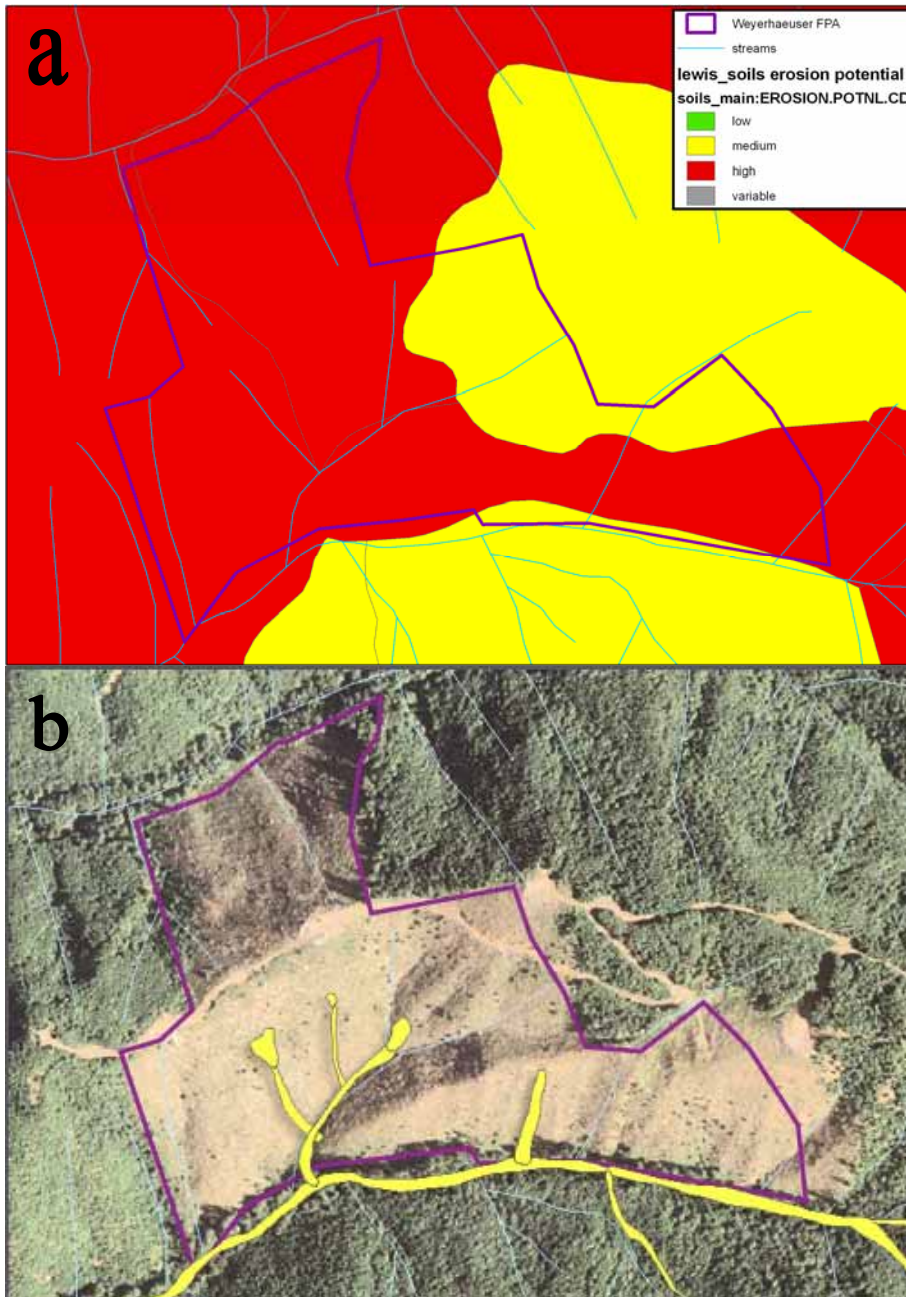 a
Weyerhaeuser FPA
streams
lewis_soils erosion potential
soils_main:EROSION.POTNL.CD
low
medium
high
variable
b